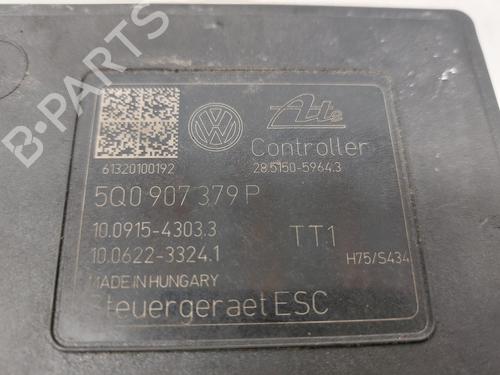 B-PARTS
VW
Ate
Controller
61320100192
28.5150-5964.3
5Q0 907 379 P
10.0915-4303.3
TT1
10.0622-3324.1
H75/S434
MADE IN HUNGARY
Steuergeraet ESC